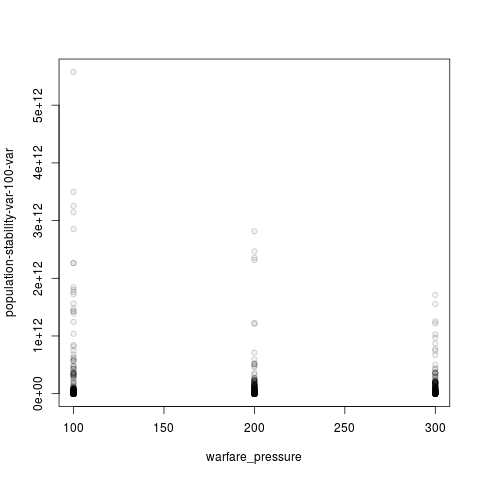 population-stability-var-100-var
5e+12
4e+12
3e+12
2e+12
1e+12
0e+00
100 150 200 250 300
warfare_pressure